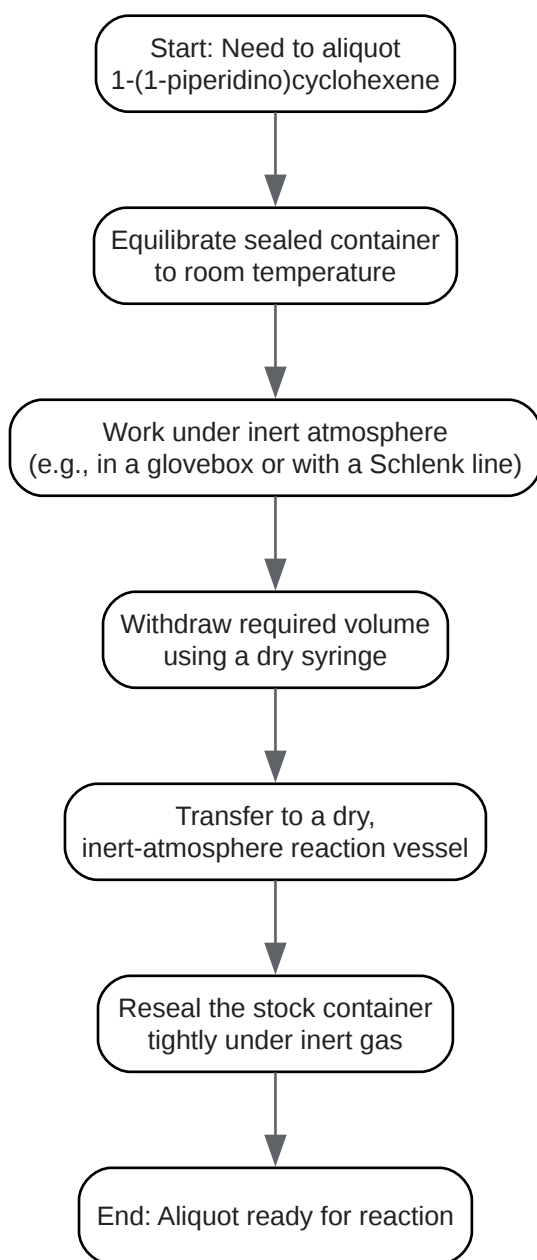 Start: Need to aliquot
1-(1-piperidino)cyclohexene
Equilibrate sealed container
to room temperature
Work under inert atmosphere
(e.g., in a glovebox or with a Schlenk line)
Withdraw required volume
using a dry syringe
Transfer to a dry,
inert-atmosphere reaction vessel
Reseal the stock container
tightly under inert gas
End: Aliquot ready for reaction